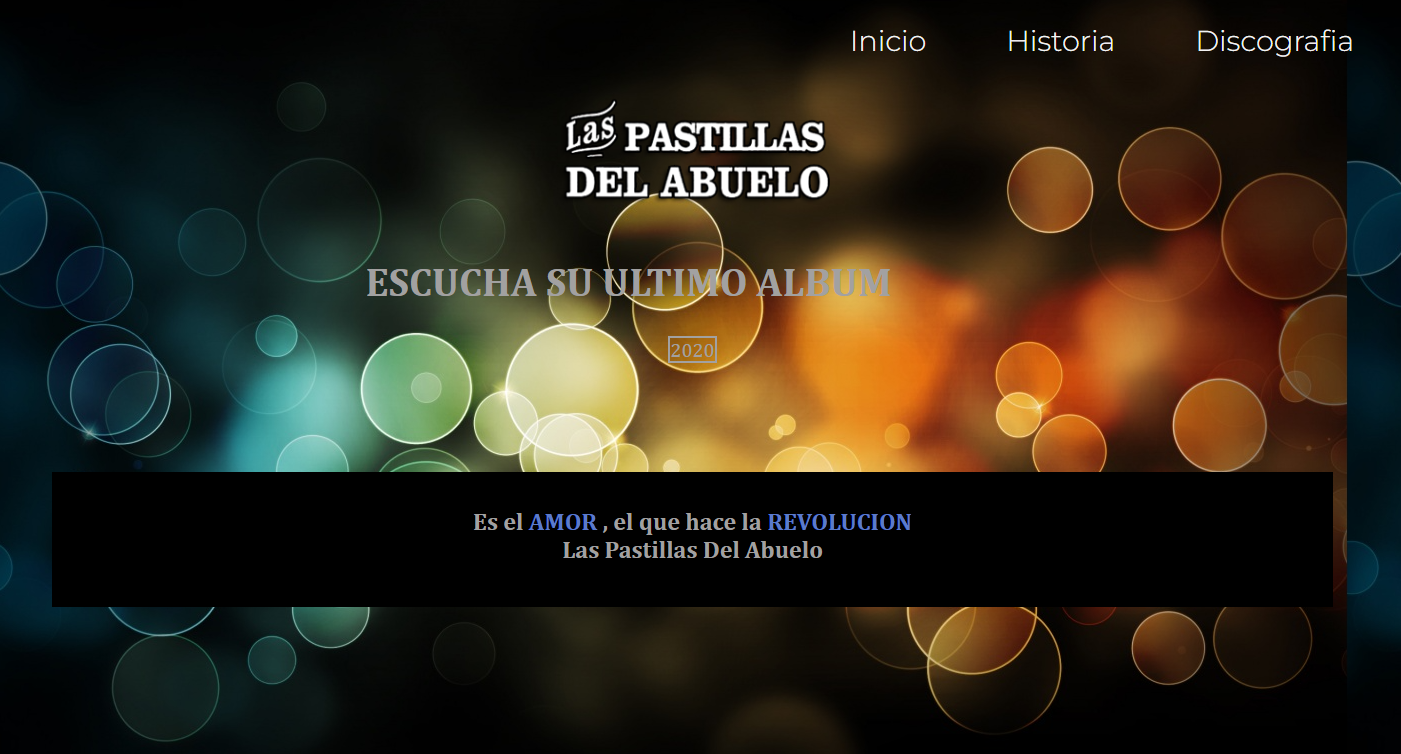 Inicio Historia Discografia
Las PASTILLAS
DEL ABUELO
ESCUCHA SU ULTIMO ALBUM
2020
Es el AMOR , el que hace la REVOLUCION
Las Pastillas Del Abuelo